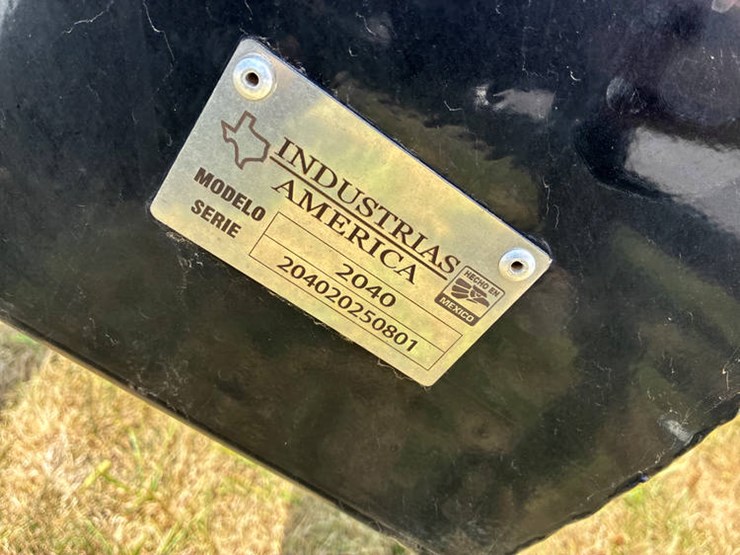 INDUSTRIAS
AMERICA
MODELO 2040
SERIE 204020250801
HECHO EN
MEXICO